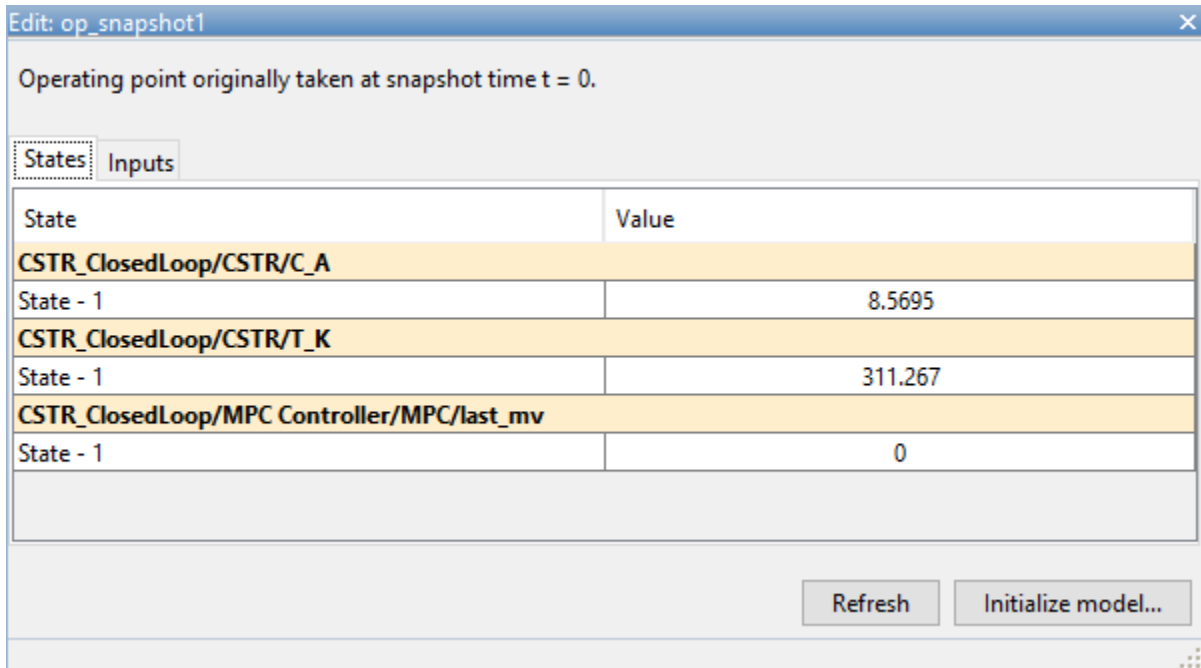 Edit: op_snapshot1
Operating point originally taken at snapshot time t = 0.
States Inputs
State Value
CSTR_ClosedLoop/CSTR/C_A
State - 1 8.5695
CSTR_ClosedLoop/CSTR/T_K
State - 1 311.267
CSTR_ClosedLoop/MPC Controller/MPC/last_mv
State - 1 0
Refresh Initialize model...